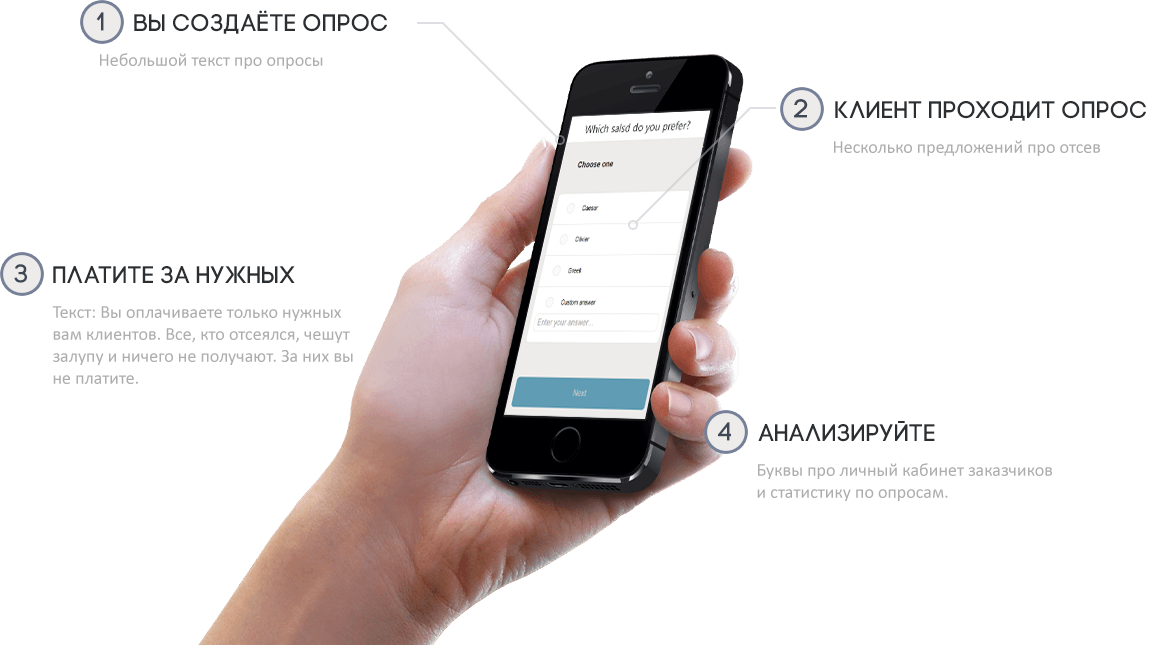 1 ВЫ СОЗДАЁТЕ ОПРОС
Небольшой текст про опросы
2 КЛИЕНТ ПРОХОДИТ ОПРОС
Несколько предложений про отсев
Which salsd do you prefer?
Choose one
Caesar
Olivier
Greek
Custom answer
Enter your answer...
Next
3 ПЛАТИТЕ ЗА НУЖНЫХ
Текст: Вы оплачиваете только нужных
вам клиентов. Все, кто отсеялся, чешут
залупу и ничего не получают. За них вы
не платите.
4 АНАЛИЗИРУЙТЕ
Буквы про личный кабинет заказчиков
и статистику по опросам.